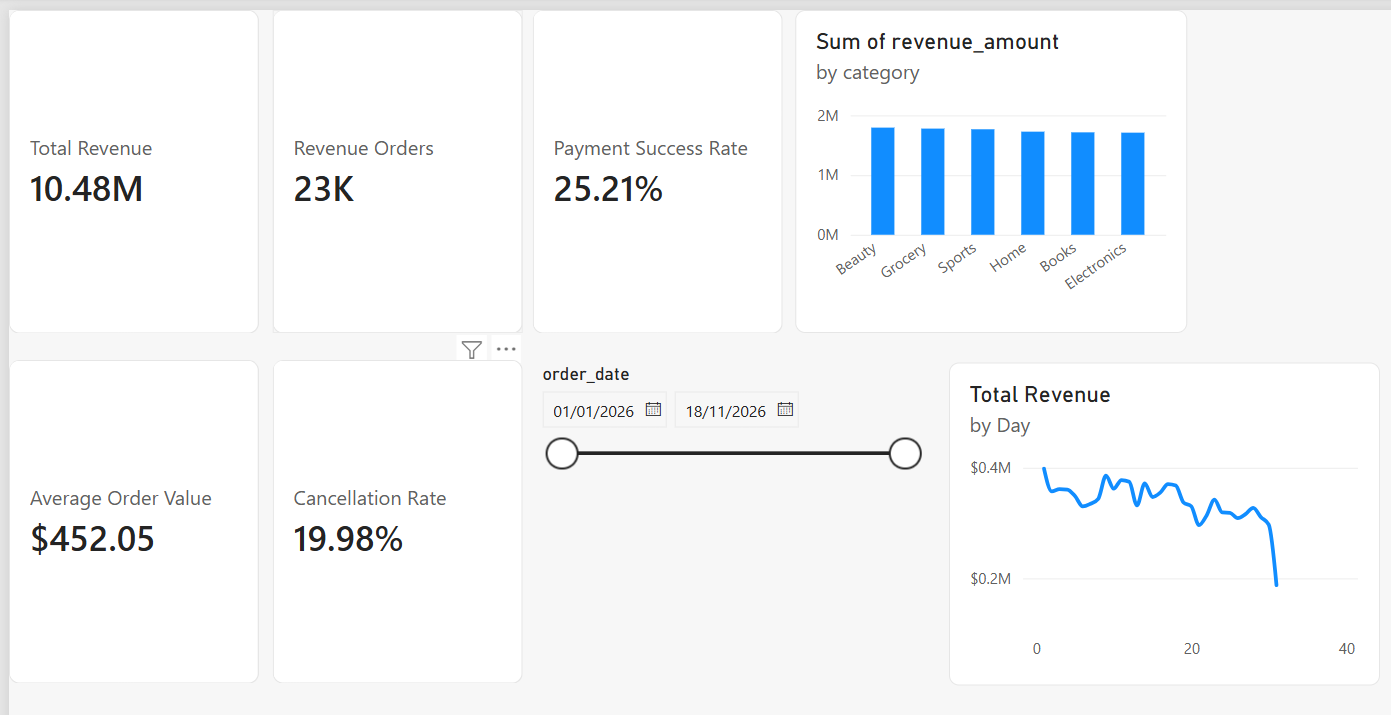 Total Revenue
10.48M
Revenue Orders
23K
Payment Success Rate
25.21%
Sum of revenue_amount
by category
2M
1M
0M
Beauty
Grocery
Sports
Home
Books
Electronics
Average Order Value
$452.05
Cancellation Rate
19.98%
order_date
01/01/2026
18/11/2026
Total Revenue
by Day
$0.4M
$0.2M
0
20
40